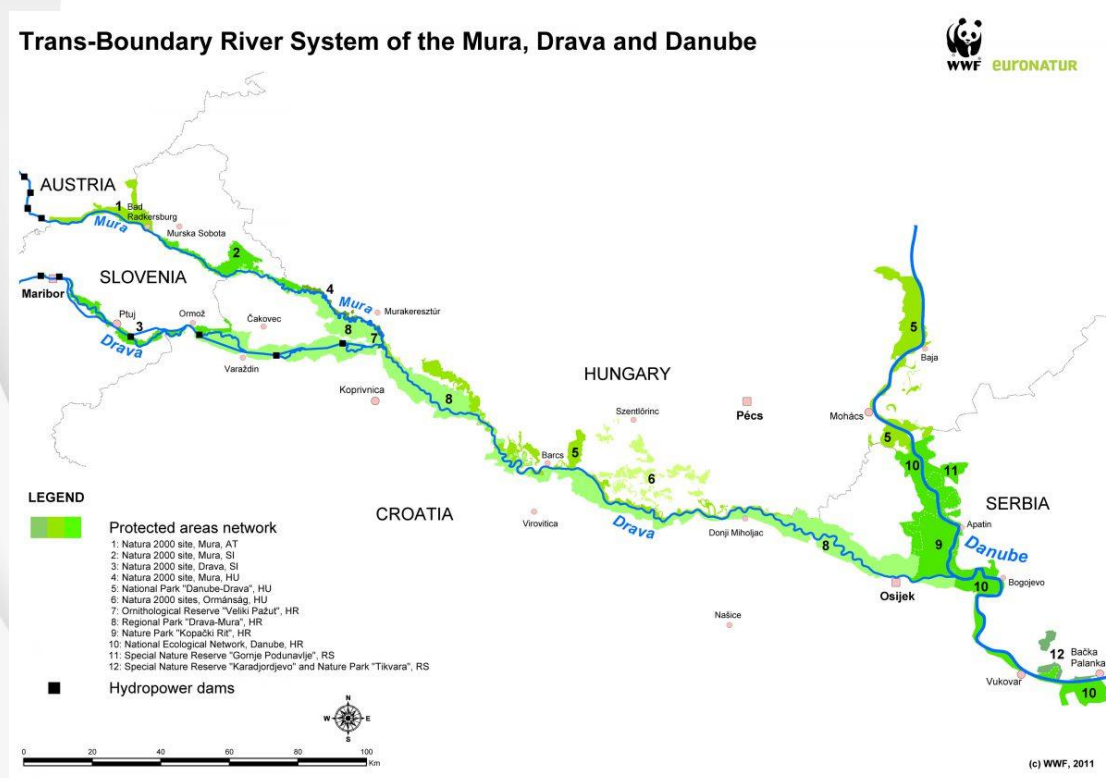 Trans-Boundary River System of the Mura, Drava and Danube
WWF
euronatur
AUSTRIA
1
Bad
Radkersburg
Mura
Murska Sobota
2
SLOVENIA
Maribor
Ptuj
3
Ormož
Drava
Čakovec
Varaždin
4
Mura
Murakeresztúr
8
7
Koprivnica
8
HUNGARY
Szentlőrinc
Pécs
Mohács
Baja
5
5
10
11
Barcs
5
6
CROATIA
Virovitica
Drava
Donji Miholjac
8
SERBIA
Apatin
9
Danube
Bogojevo
10
Osijek
Našice
12
Bačka
Palanka
Vukovar
10
LEGEND
Protected areas network
1: Natura 2000 site, Mura, AT
2: Natura 2000 site, Mura, SI
3: Natura 2000 site, Drava, SI
4: Natura 2000 site, Mura, HU
5: National Park "Danube-Drava", HU
6: Natura 2000 sites, Ormánság, HU
7: Ornithological Reserve "Veliki Pažut", HR
8: Regional Park "Drava-Mura", HR
9: Nature Park "Kopački Rit", HR
10: National Ecological Network, Danube, HR
11: Special Nature Reserve "Gornje Podunavlje", RS
12: Special Nature Reserve "Karadjordjevo" and Nature Park "Tikvara", RS
Hydropower dams
N
W E
S
0 20 40 60 80 100
Km
(c) WWF, 2011